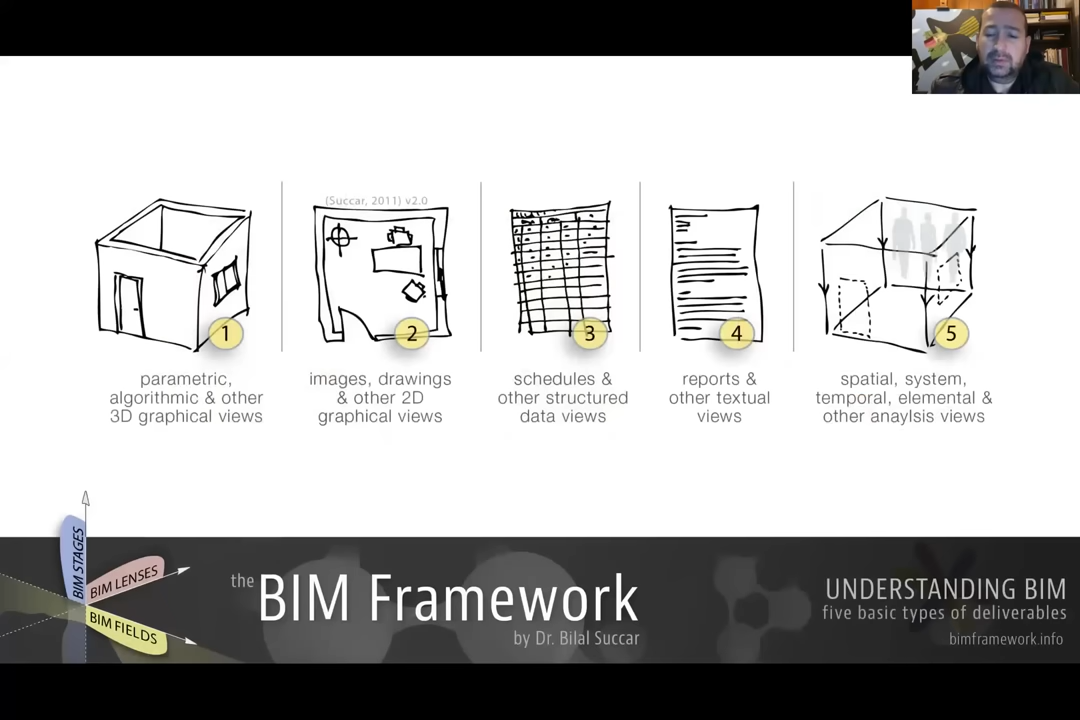 (Succar, 2011) v2.0
1
2
3
4
5
parametric,
algorithmic & other
3D graphical views
images, drawings
& other 2D
graphical views
schedules &
other structured
data views
reports &
other textual
views
spatial, system,
temporal, elemental &
other anaylsis views
BIM STAGES
BIM LENSES
BIM FIELDS
the BIM Framework
by Dr. Bilal Succar
UNDERSTANDING BIM
five basic types of deliverables
bimframework.info